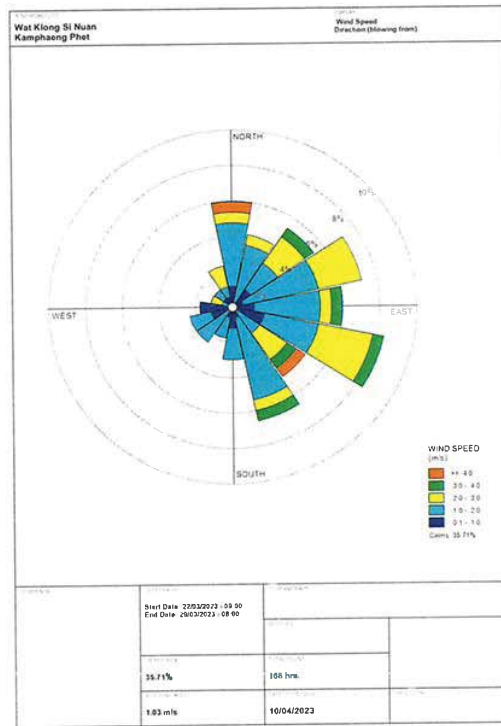 Wat Klong Si Nuan
Kamphaeng Phet
Wind Speed
Direction (blowing from)
NORTH
10%
8%
6%
4%
WEST
EAST
SOUTH
WIND SPEED
(m/s)
>= 4.0
3.0 - 4.0
2.0 - 3.0
1.0 - 2.0
0.1 - 1.0
Calms: 35.71%
Start Date: 22/03/2023 - 09:00
End Date: 29/03/2023 - 08:00
35.71%
168 hrs.
1.03 m/s
10/04/2023